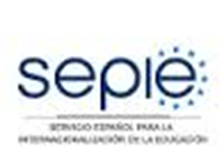 sepie
SERVICIO ESPAÑOL PARA LA
INTERNACIONALIZACIÓN DE LA EDUCACIÓN